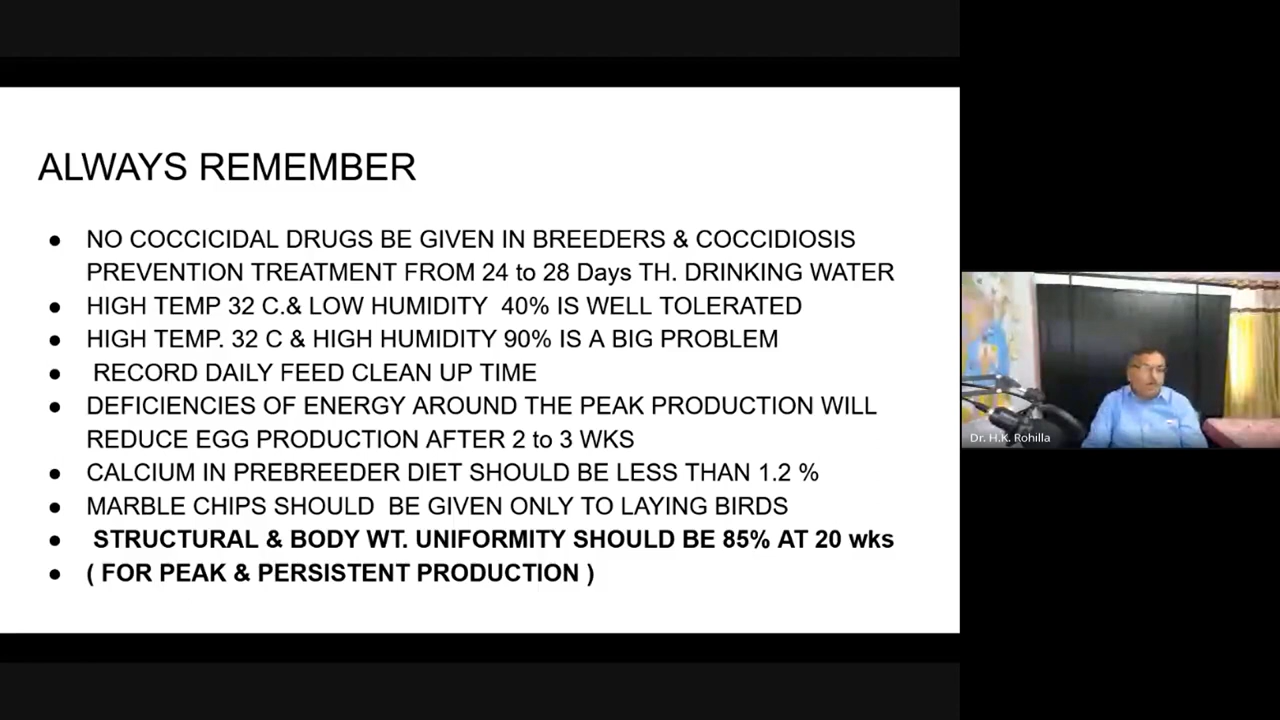 ALWAYS REMEMBER
● NO COCCICIDAL DRUGS BE GIVEN IN BREEDERS & COCCIDIOSIS
PREVENTION TREATMENT FROM 24 to 28 Days TH. DRINKING WATER
● HIGH TEMP 32 C.& LOW HUMIDITY 40% IS WELL TOLERATED
● HIGH TEMP. 32 C & HIGH HUMIDITY 90% IS A BIG PROBLEM
● RECORD DAILY FEED CLEAN UP TIME
● DEFICIENCIES OF ENERGY AROUND THE PEAK PRODUCTION WILL
REDUCE EGG PRODUCTION AFTER 2 to 3 WKS
● CALCIUM IN PREBREEDER DIET SHOULD BE LESS THAN 1.2 %
● MARBLE CHIPS SHOULD BE GIVEN ONLY TO LAYING BIRDS
● STRUCTURAL & BODY WT. UNIFORMITY SHOULD BE 85% AT 20 wks
● ( FOR PEAK & PERSISTENT PRODUCTION )
Dr. H.K. Rohilla